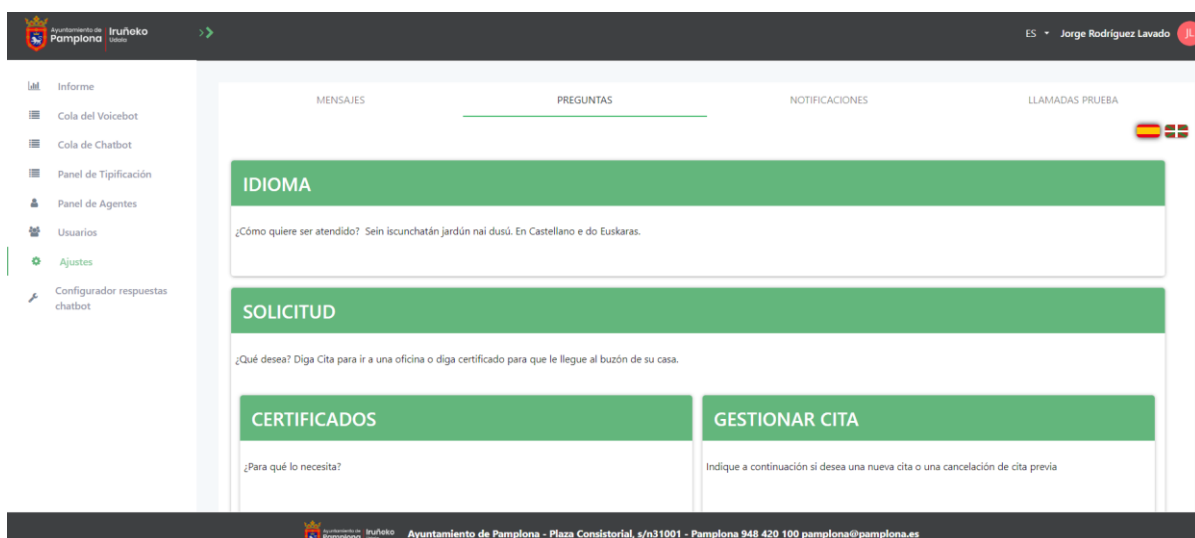 Ayuntamiento de Pamplona Iruñeko Udala
ES Jorge Rodríguez Lavado JL
Informe
Cola del Voicebot
Cola de Chatbot
Panel de Tipificación
Panel de Agentes
Usuarios
Ajustes
Configurador respuestas
chatbot
MENSAJES PREGUNTAS NOTIFICACIONES LLAMADAS PRUEBA
IDIOMA
¿Cómo quiere ser atendido? Sein iscunchatán jardún nai dusú. En Castellano e do Euskaras.
SOLICITUD
¿Qué desea? Diga Cita para ir a una oficina o diga certificado para que le llegue al buzón de su casa.
CERTIFICADOS
¿Para qué lo necesita?
GESTIONAR CITA
Indique a continuación si desea una nueva cita o una cancelación de cita previa
Ayuntamiento de Pamplona Iruñeko Ayuntamiento de Pamplona - Plaza Consistorial, s/n31001 - Pamplona 948 420 100 pamplona@pamplona.es